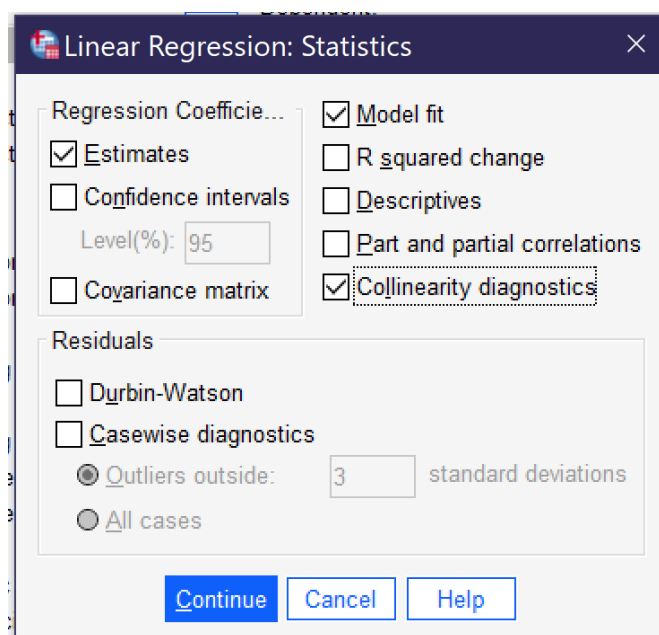 Linear Regression: Statistics
Regression Coefficie...
Estimates
Confidence intervals
Level(%): 95
Covariance matrix
Model fit
R squared change
Descriptives
Part and partial correlations
Collinearity diagnostics
Residuals
Durbin-Watson
Casewise diagnostics
Outliers outside: 3 standard deviations
All cases
Continue Cancel Help